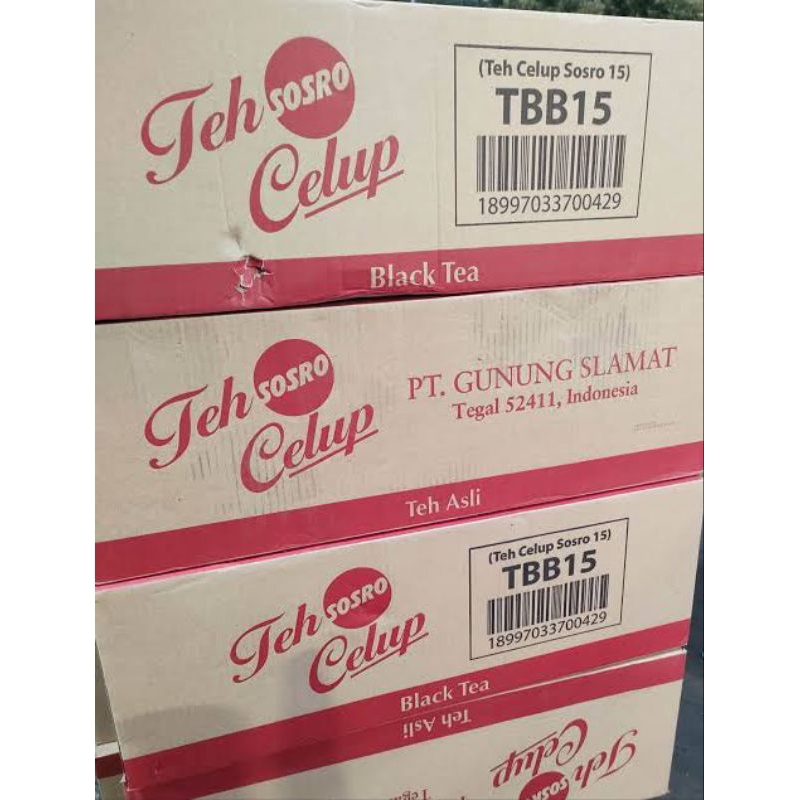 Teh SOSRO
Celup
(Teh Celup Sosro 15)
TBB15
18997033700429
Black Tea
Teh SOSRO
Celup
PT. GUNUNG SLAMAT
Tegal 52411, Indonesia
Teh Asli
Teh SOSRO
Celup
(Teh Celup Sosro 15)
TBB15
18997033700429
Black Tea
Teh Asli
Teh
Celup